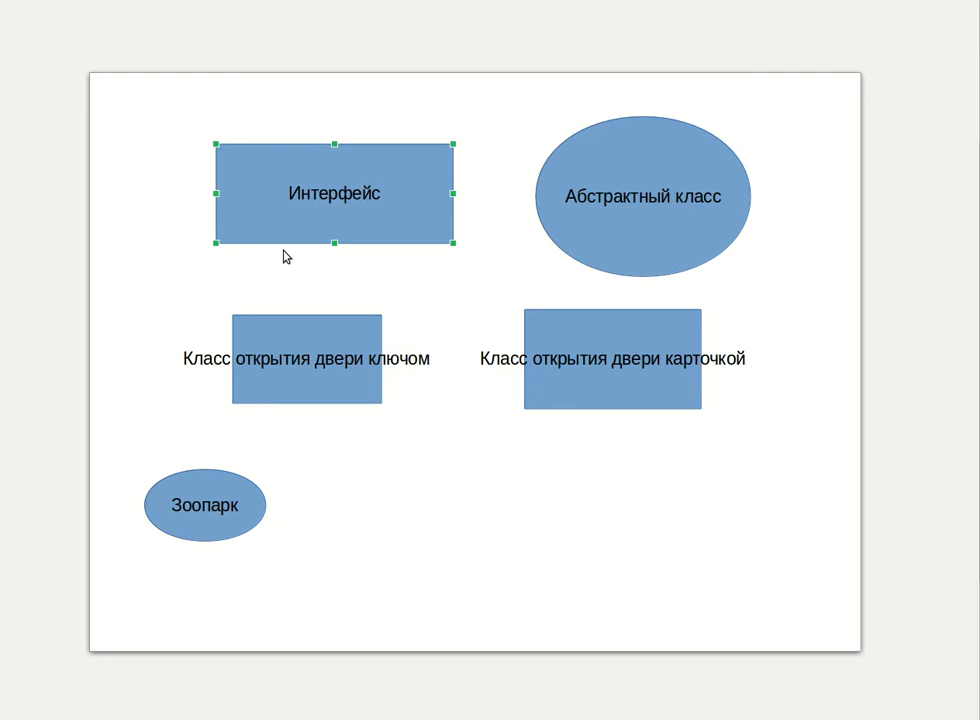 Интерфейс
Абстрактный класс
Класс открытия двери ключом
Класс открытия двери карточкой
Зоопарк